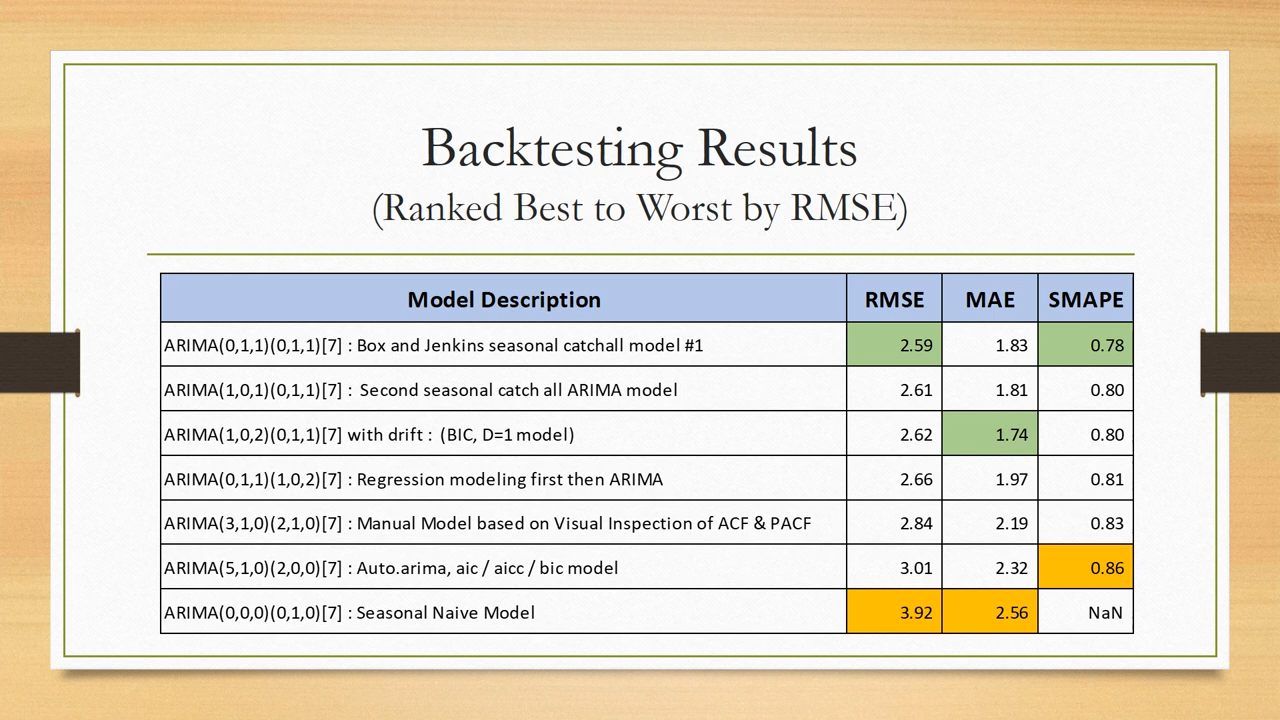 Backtesting Results
(Ranked Best to Worst by RMSE)
Model Description RMSE MAE SMAPE
ARIMA(0,1,1)(0,1,1)[7] : Box and Jenkins seasonal catchall model #1 2.59 1.83 0.78
ARIMA(1,0,1)(0,1,1)[7] : Second seasonal catch all ARIMA model 2.61 1.81 0.80
ARIMA(1,0,2)(0,1,1)[7] with drift : (BIC, D=1 model) 2.62 1.74 0.80
ARIMA(0,1,1)(1,0,2)[7] : Regression modeling first then ARIMA 2.66 1.97 0.81
ARIMA(3,1,0)(2,1,0)[7] : Manual Model based on Visual Inspection of ACF & PACF 2.84 2.19 0.83
ARIMA(5,1,0)(2,0,0)[7] : Auto.arima, aic / aicc / bic model 3.01 2.32 0.86
ARIMA(0,0,0)(0,1,0)[7] : Seasonal Naive Model 3.92 2.56 NaN